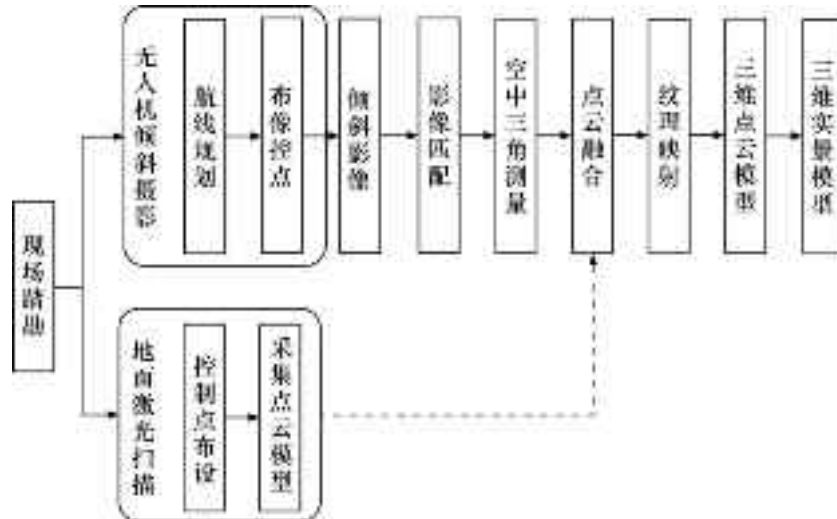 现场踏勘
无人机倾斜摄影
航线规划
布像控点
倾斜影像
影像匹配
空中三角测量
点云融合
纹理映射
三维点云模型
三维实景模型
地面激光扫描
控制点布设
采集点云模型